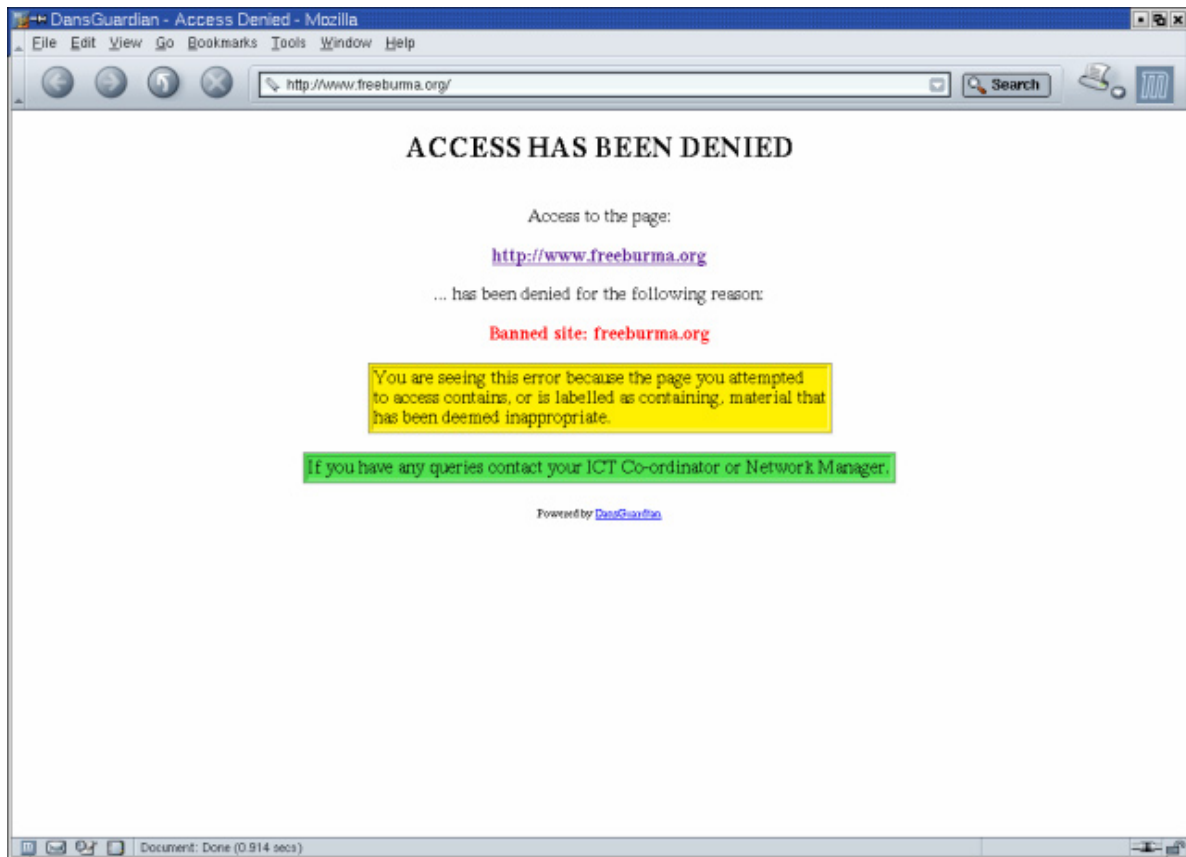 DansGuardian - Access Denied - Mozilla
File Edit View Go Bookmarks Tools Window Help
http://www.freeburma.org/
Search
ACCESS HAS BEEN DENIED
Access to the page:
http://www.freeburma.org
... has been denied for the following reason:
Banned site: freeburma.org
You are seeing this error because the page you attempted
to access contains, or is labelled as containing, material that
has been deemed inappropriate.
If you have any queries contact your ICT Co-ordinator or Network Manager.
Powered by DansGuardian
Document: Done (0.914 secs)